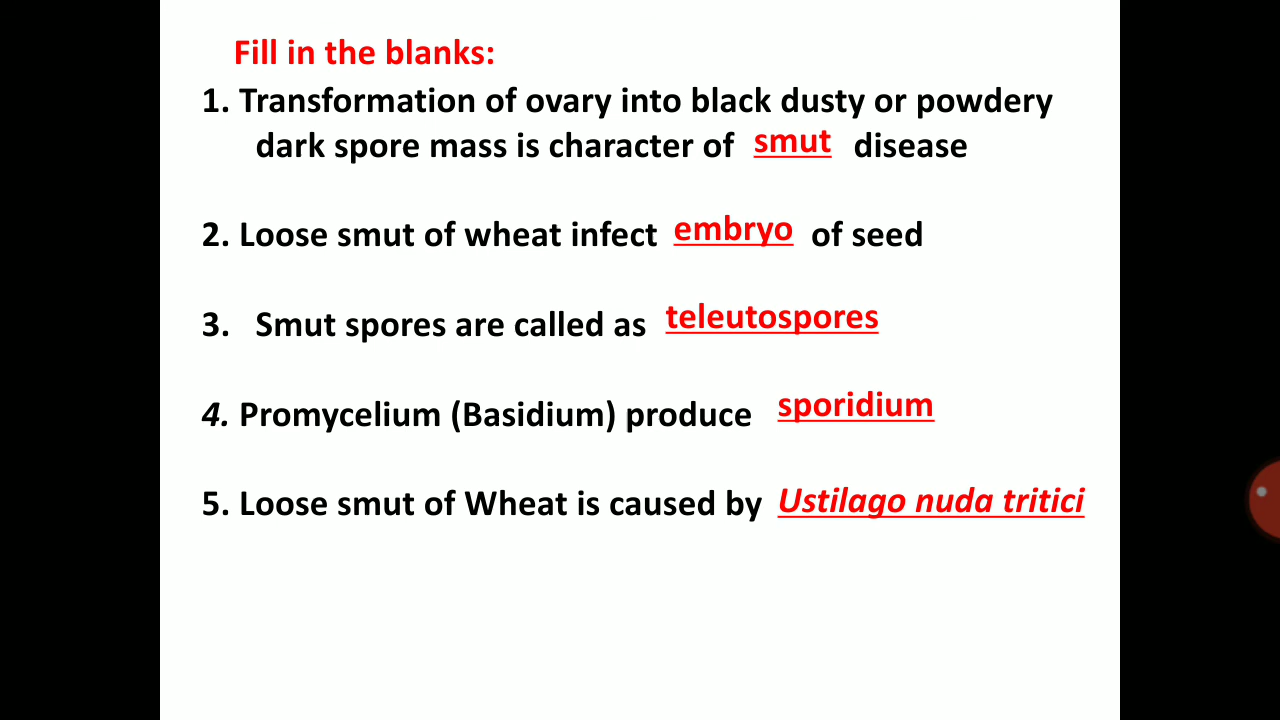 Fill in the blanks:
1. Transformation of ovary into black dusty or powdery
dark spore mass is character of smut disease
2. Loose smut of wheat infect embryo of seed
3. Smut spores are called as teleutospores
4. Promycelium (Basidium) produce sporidium
5. Loose smut of Wheat is caused by Ustilago nuda tritici